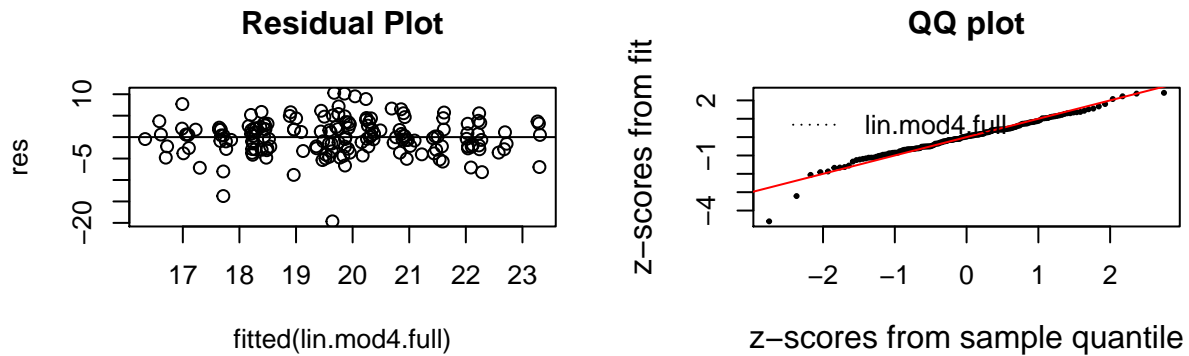 Residual Plot
res
10
−5
−20
17 18 19 20 21 22 23
fitted(lin.mod4.full)
QQ plot
z−scores from fit
2
−1
−4
lin.mod4.full
−2 −1 0 1 2
z−scores from sample quantile